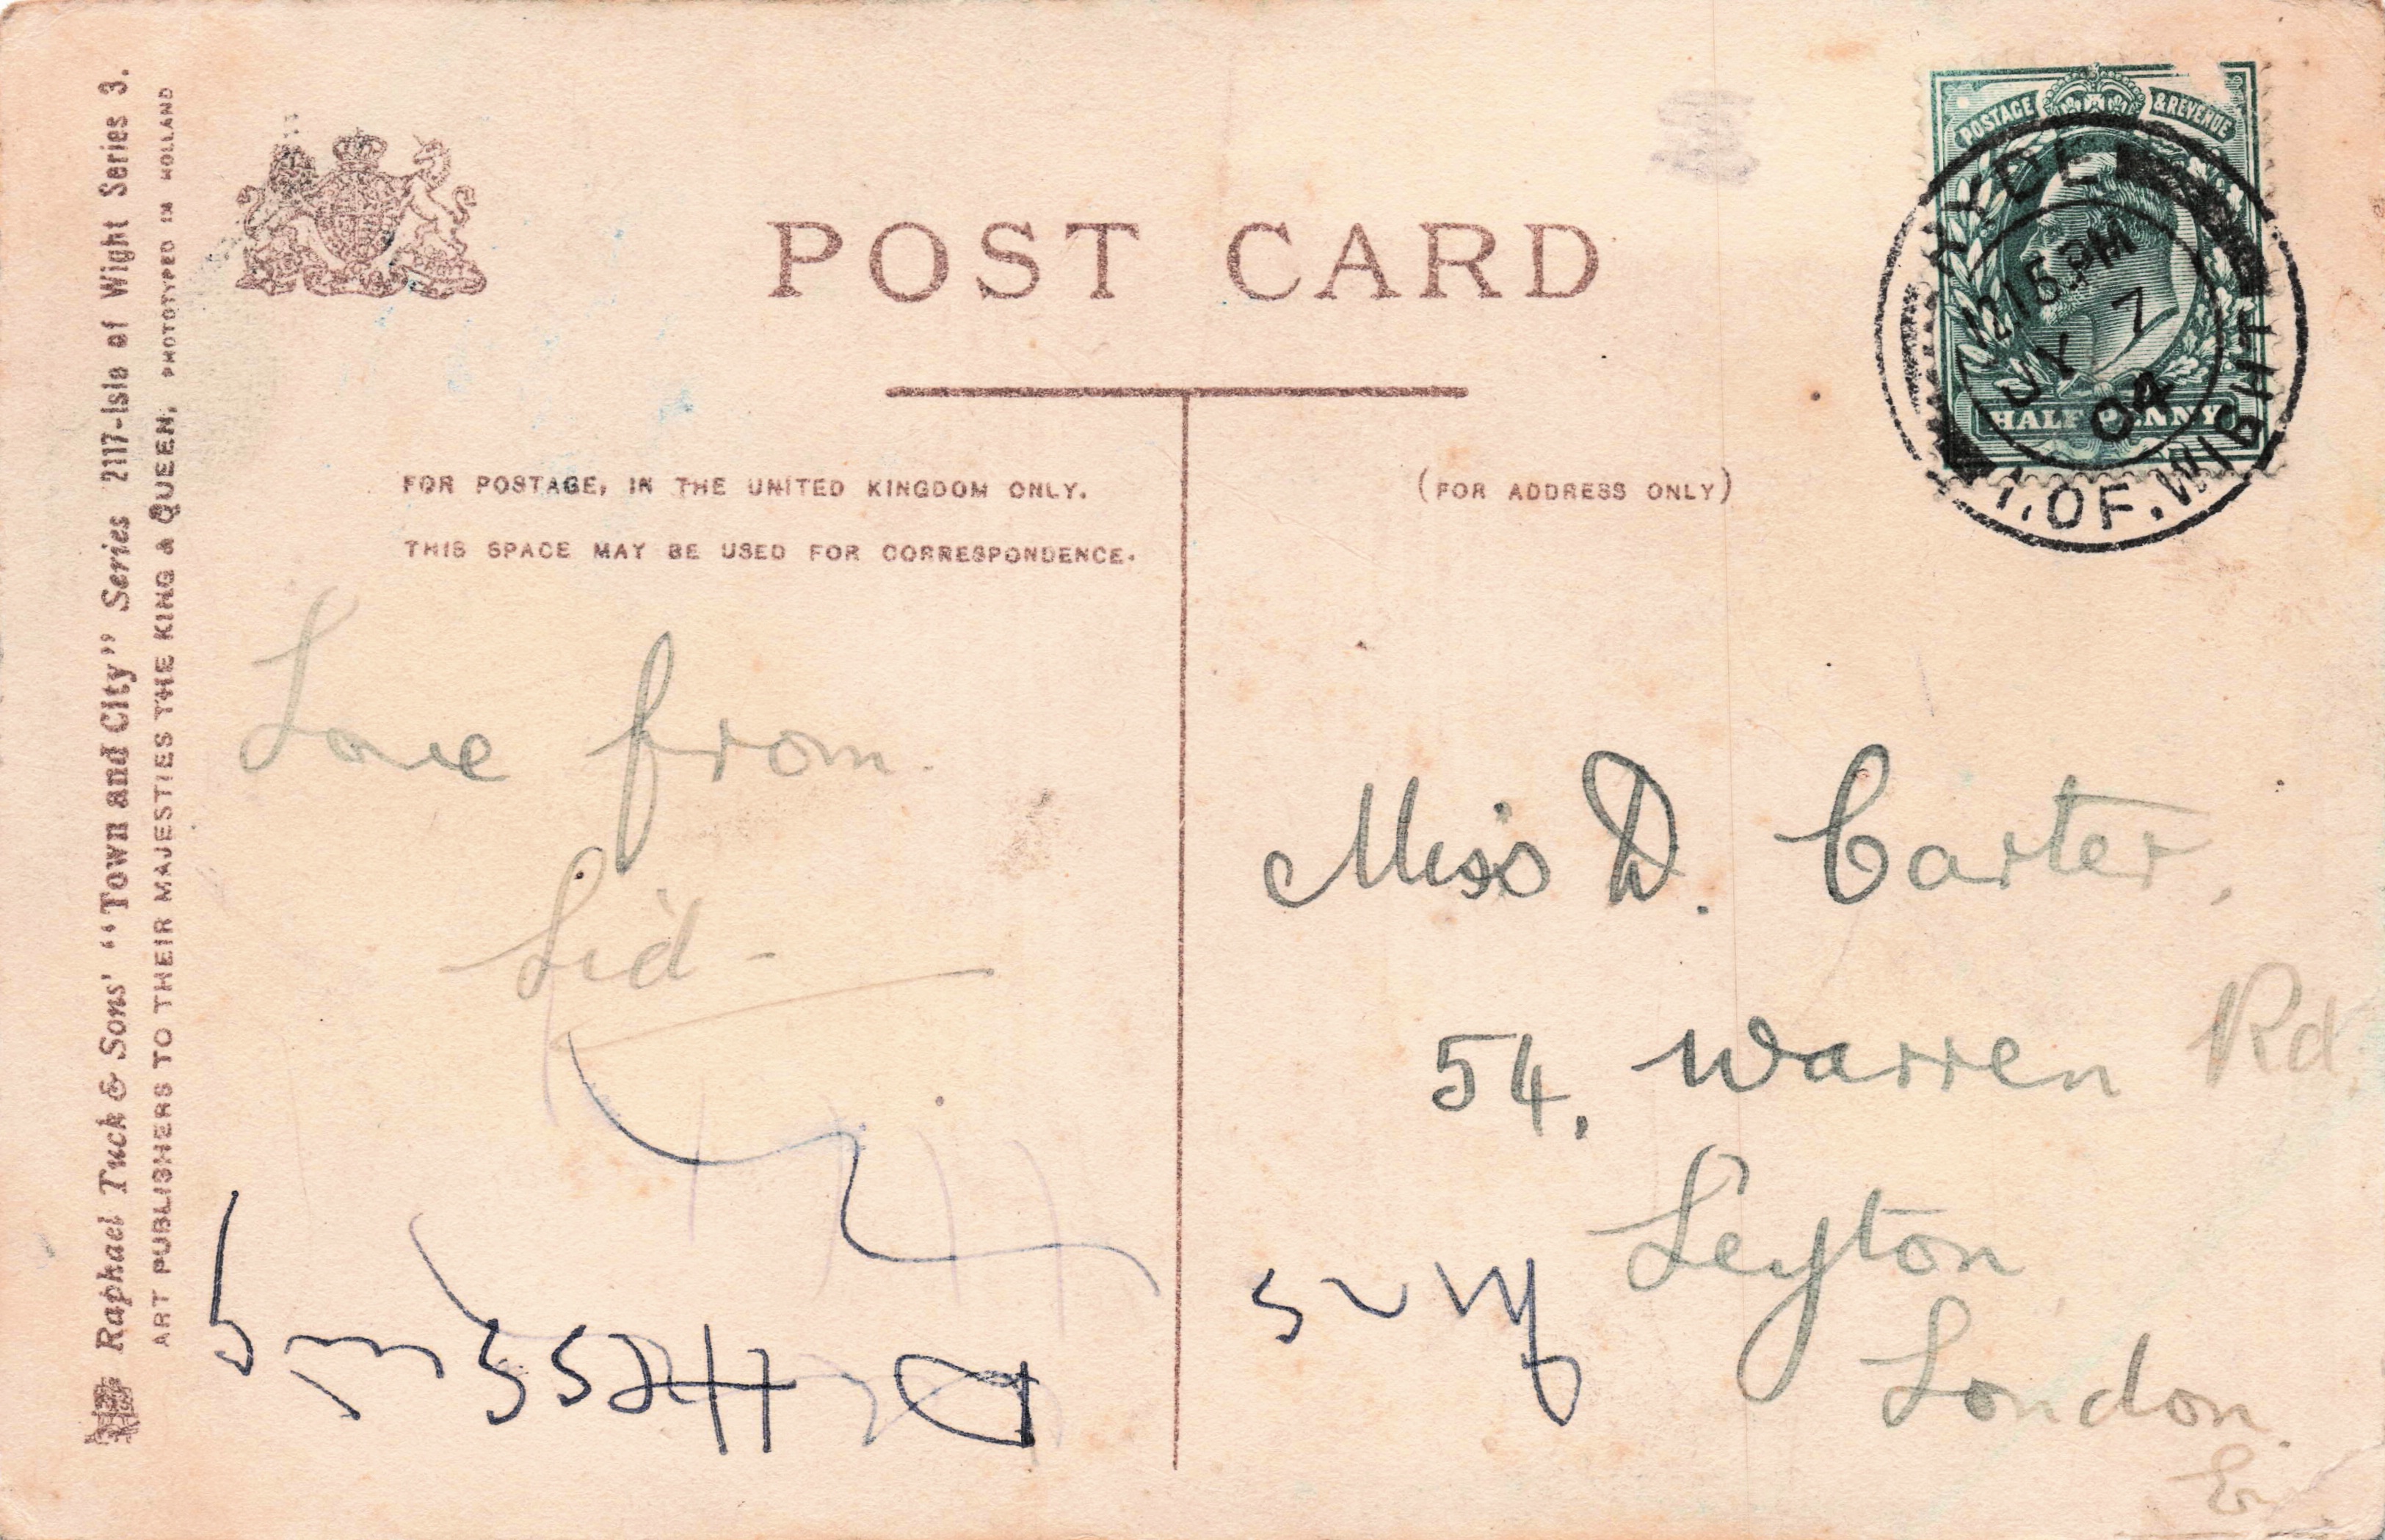 Raphael Tuck & Sons' "Town and City" Series 2117-Isle of Wight Series 3.
ART PUBLISHERS TO THEIR MAJESTIES THE KING & QUEEN, PHOTOTYPED IN HOLLAND
POST CARD
POSTAGE & REVENUE
HALFPENNY
RYDE
12 15 PM
JY 7
04
I. OF. WIGHT
FOR POSTAGE, IN THE UNITED KINGDOM ONLY.
THIS SPACE MAY BE USED FOR CORRESPONDENCE.
(FOR ADDRESS ONLY)
Love from.
Sid -
Miss D. Carter.
54, Warren Rd.
Leyton
London.
E.